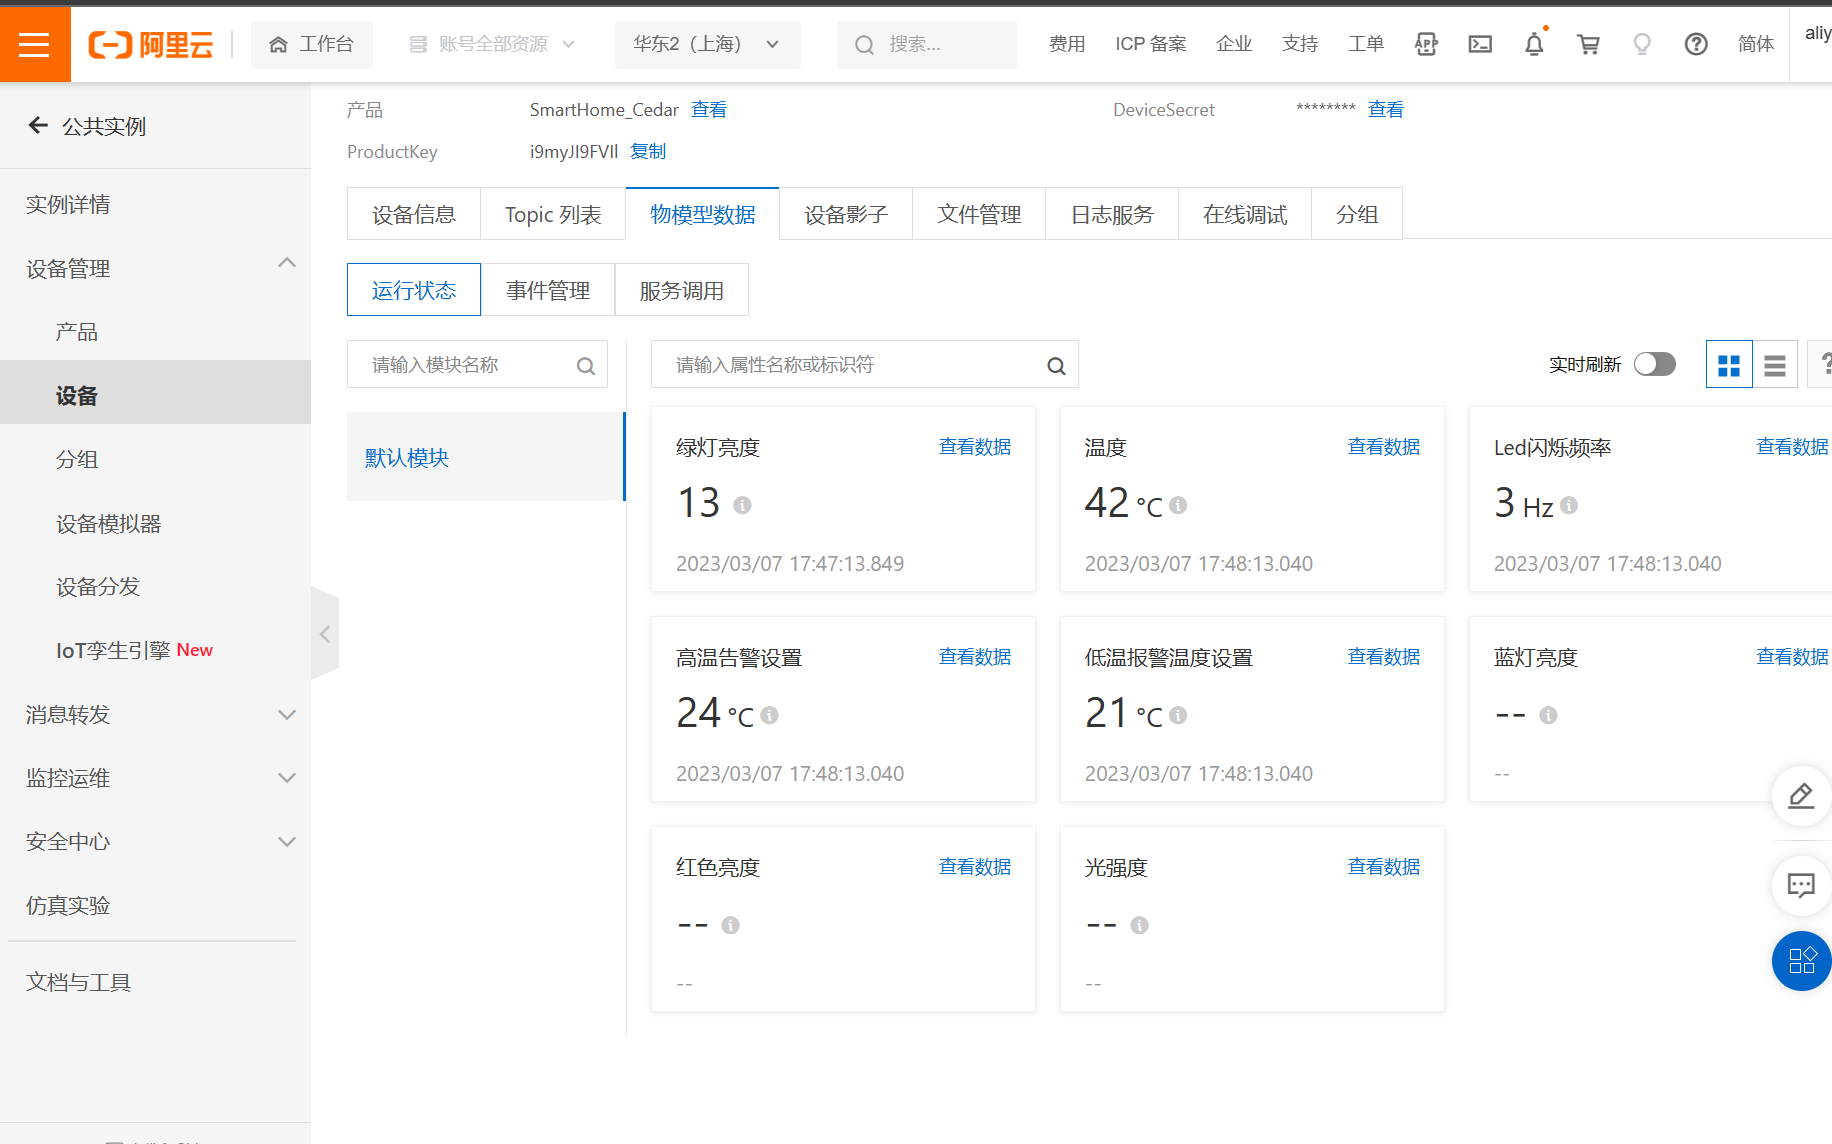 阿里云 工作台 账号全部资源 华东2（上海） 搜索... 费用 ICP 备案 企业 支持 工单 APP 简体 aliy
公共实例
实例详情
设备管理
产品
设备
分组
设备模拟器
设备分发
IoT孪生引擎 New
消息转发
监控运维
安全中心
仿真实验
文档与工具
产品 SmartHome_Cedar 查看 DeviceSecret ******** 查看
ProductKey i9myJI9FVIl 复制
设备信息 Topic 列表 物模型数据 设备影子 文件管理 日志服务 在线调试 分组
运行状态 事件管理 服务调用
请输入模块名称 请输入属性名称或标识符 实时刷新 ?
默认模块
绿灯亮度 查看数据 温度 查看数据 Led闪烁频率 查看数据
13 42 °C 3 Hz
2023/03/07 17:47:13.849 2023/03/07 17:48:13.040 2023/03/07 17:48:13.040
高温告警设置 查看数据 低温报警温度设置 查看数据 蓝灯亮度 查看数据
24 °C 21 °C --
2023/03/07 17:48:13.040 2023/03/07 17:48:13.040 --
红色亮度 查看数据 光强度 查看数据
-- --
-- --